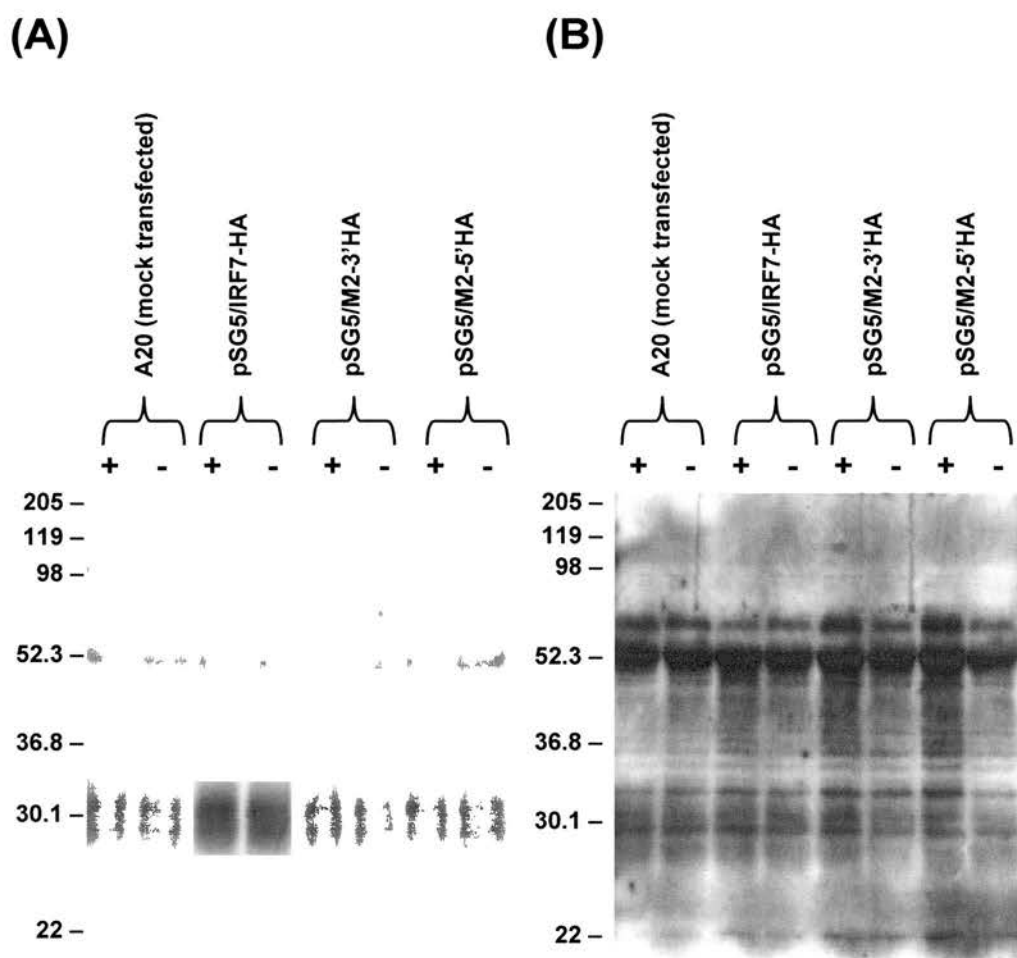 (A)
A20 (mock transfected)
pSG5/IRF7-HA
pSG5/M2-3'HA
pSG5/M2-5'HA
+ - + - + - + -
205 –
119 –
98 –
52.3 –
36.8 –
30.1 –
22 –
(B)
A20 (mock transfected)
pSG5/IRF7-HA
pSG5/M2-3'HA
pSG5/M2-5'HA
+ - + - + - + -
205 –
119 –
98 –
52.3 –
36.8 –
30.1 –
22 –